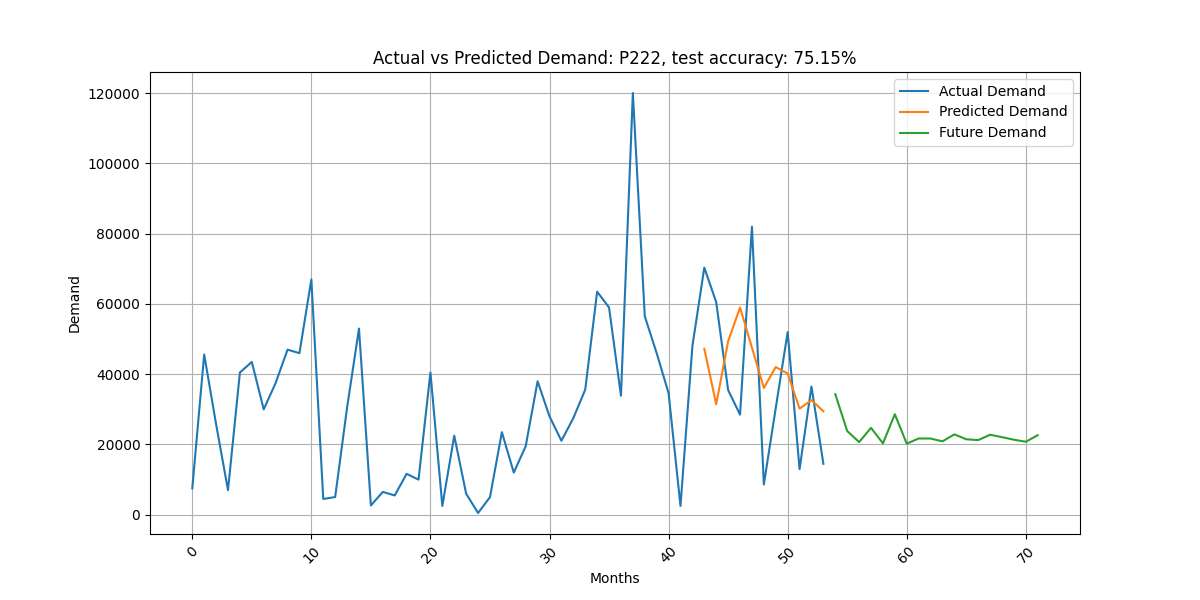 Actual vs Predicted Demand: P222, test accuracy: 75.15%
Actual Demand
Predicted Demand
Future Demand
120000
100000
80000
60000
40000
20000
0
Demand
0 10 20 30 40 50 60 70
Months